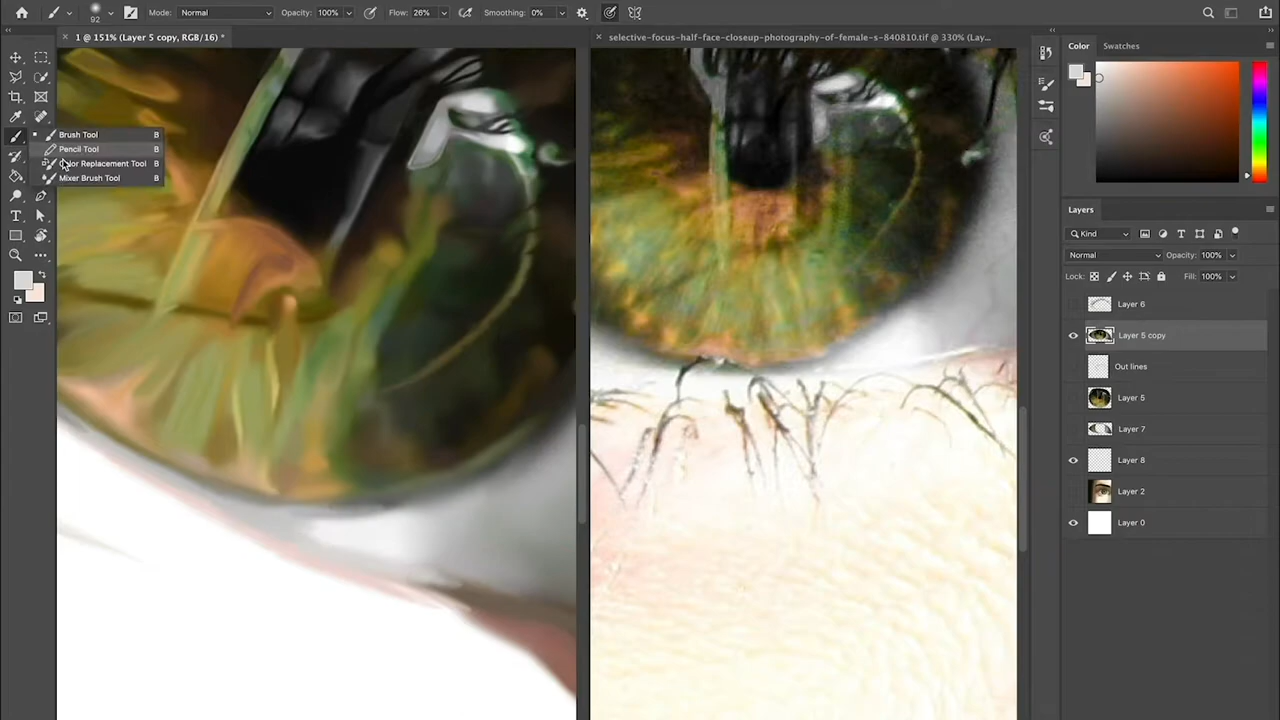 92
Mode: Normal Opacity: 100% Flow: 26% Smoothing: 0%
× 1 @ 151% (Layer 5 copy, RGB/16) *
× selective-focus-half-face-closeup-photography-of-female-s-840810.tif @ 330% (Lay...
Brush Tool B
Pencil Tool B
Color Replacement Tool B
Mixer Brush Tool B
Color Swatches
Layers
Kind
Normal Opacity: 100%
Lock: Fill: 100%
Layer 6
Layer 5 copy
Out lines
Layer 5
Layer 7
Layer 8
Layer 2
Layer 0